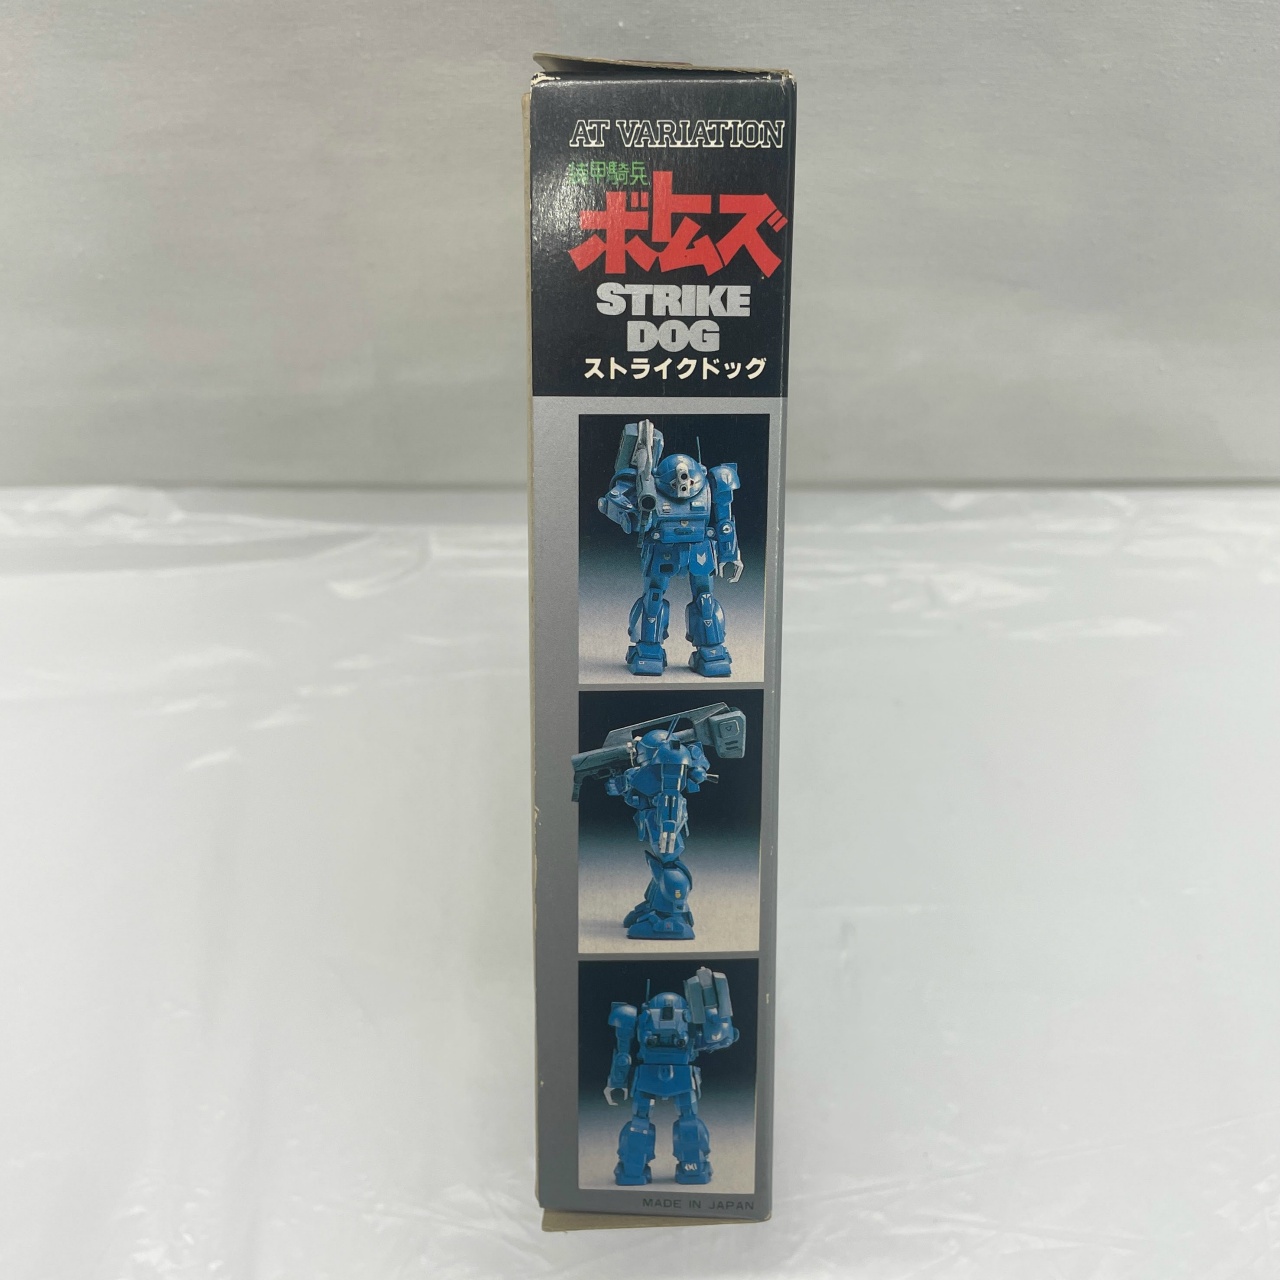 AT VARIATION
装甲騎兵
ボトムズ
STRIKE
DOG
ストライクドッグ
MADE IN JAPAN